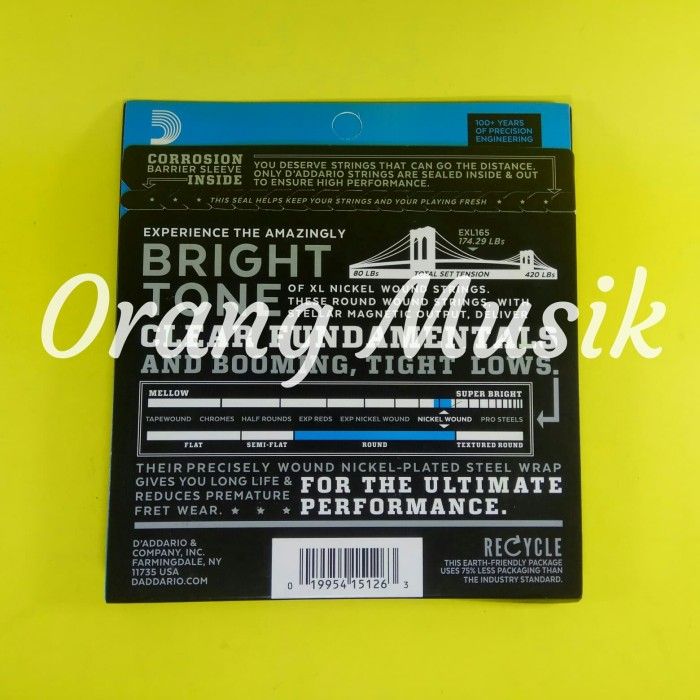 100+ YEARS
OF PRECISION
ENGINEERING
CORROSION
BARRIER SLEEVE
INSIDE
YOU DESERVE STRINGS THAT CAN GO THE DISTANCE.
ONLY D'ADDARIO STRINGS ARE SEALED INSIDE & OUT
TO ENSURE HIGH PERFORMANCE.
THIS SEAL HELPS KEEP YOUR STRINGS AND YOUR PLAYING FRESH
EXPERIENCE THE AMAZINGLY
BRIGHT
TONE
EXL165
174.29 LBs
80 LBs TOTAL SET TENSION 420 LBs
OF XL NICKEL WOUND STRINGS.
THESE ROUND WOUND STRINGS, WITH
STELLAR MAGNETIC OUTPUT, DELIVER
CLEAR FUNDAMENTALS
AND BOOMING, TIGHT LOWS.
Orang Musik
MELLOW SUPER BRIGHT
TAPEWOUND CHROMES HALF ROUNDS EXP REDS EXP NICKEL WOUND NICKEL WOUND PRO STEELS
FLAT SEMI-FLAT ROUND TEXTURED ROUND
THEIR PRECISELY WOUND NICKEL-PLATED STEEL WRAP
GIVES YOU LONG LIFE &
REDUCES PREMATURE
FRET WEAR.
FOR THE ULTIMATE
PERFORMANCE.
D'ADDARIO &
COMPANY, INC.
FARMINGDALE, NY
11735 USA
DADDARIO.COM
0 19954 15126 3
RECYCLE
THIS EARTH-FRIENDLY PACKAGE
USES 75% LESS PACKAGING THAN
THE INDUSTRY STANDARD.